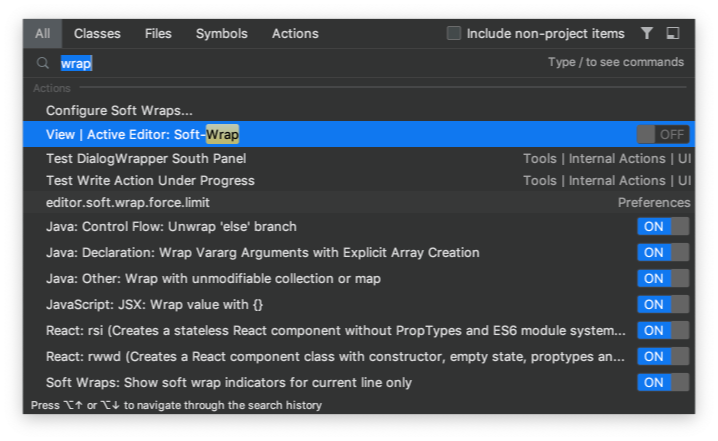 All Classes Files Symbols Actions Include non-project items
wrap Type / to see commands
Actions
Configure Soft Wraps...
View | Active Editor: Soft-Wrap OFF
Test DialogWrapper South Panel Tools | Internal Actions | UI
Test Write Action Under Progress Tools | Internal Actions | UI
editor.soft.wrap.force.limit Preferences
Java: Control Flow: Unwrap 'else' branch ON
Java: Declaration: Wrap Vararg Arguments with Explicit Array Creation ON
Java: Other: Wrap with unmodifiable collection or map ON
JavaScript: JSX: Wrap value with {} ON
React: rsi (Creates a stateless React component without PropTypes and ES6 module system... ON
React: rwwd (Creates a React component class with constructor, empty state, proptypes an... ON
Soft Wraps: Show soft wrap indicators for current line only ON
Press ⌥↑ or ⌥↓ to navigate through the search history